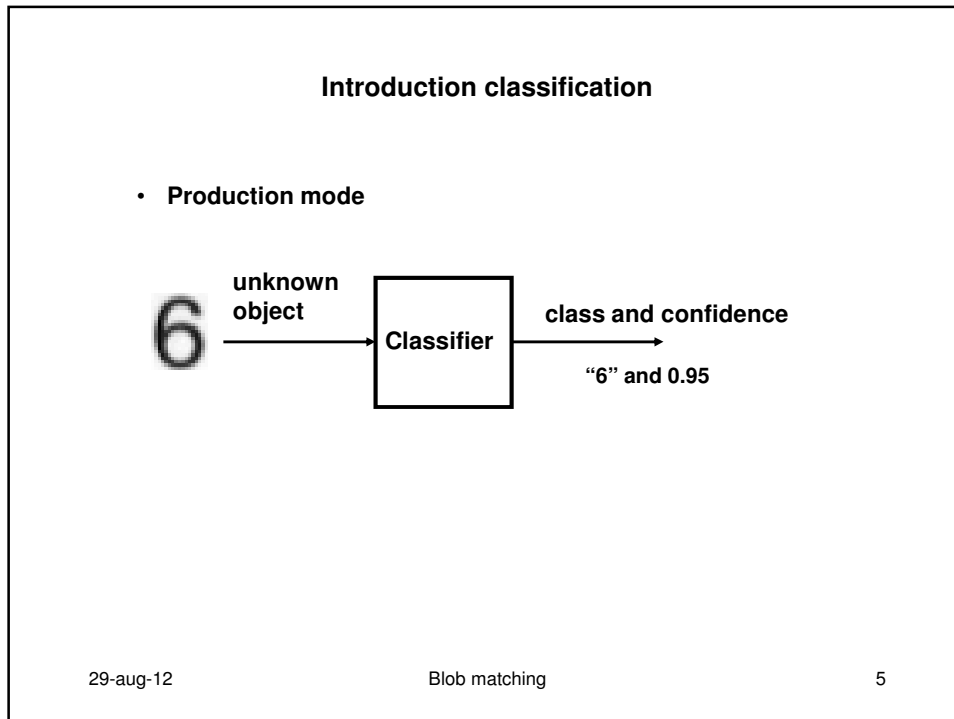 Introduction classification
• Production mode
6
unknown
object
Classifier
class and confidence
“6” and 0.95
29-aug-12 Blob matching 5